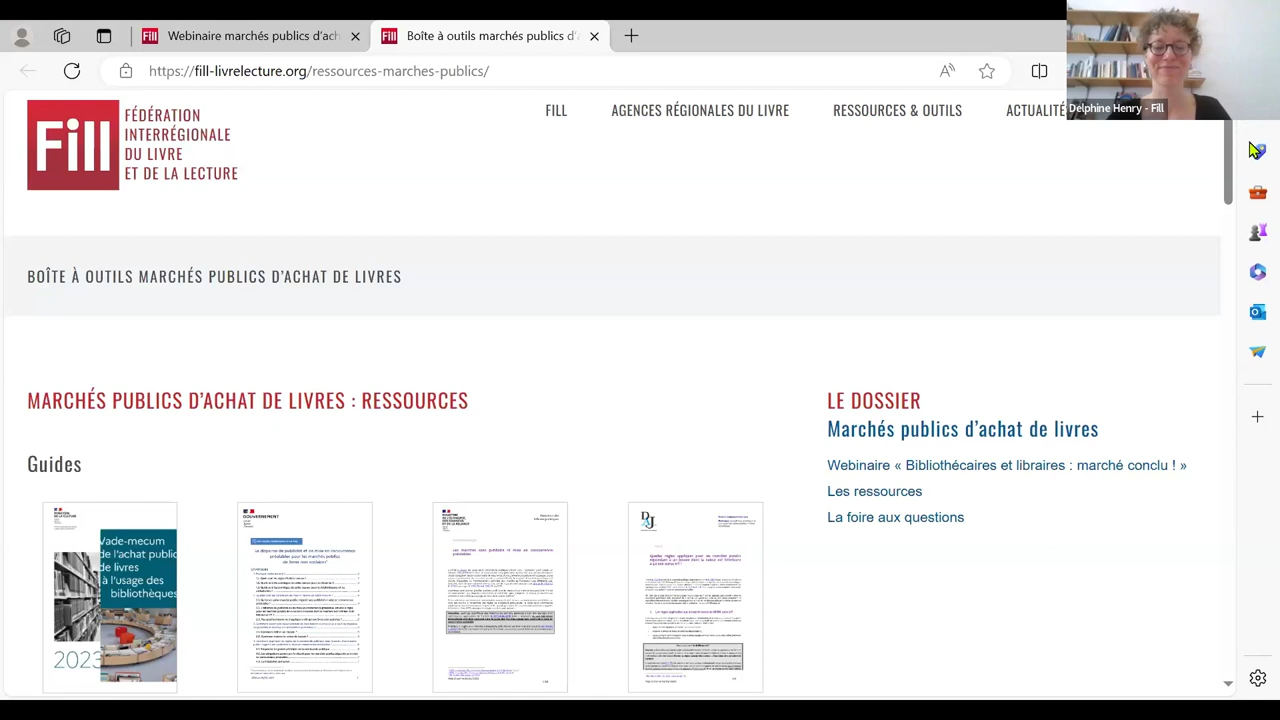 Webinaire marchés publics d'ach
Boîte à outils marchés publics d'
https://fill-livrelecture.org/ressources-marches-publics/
Delphine Henry - Fill
Fill
FÉDÉRATION
INTERRÉGIONALE
DU LIVRE
ET DE LA LECTURE
FILL
AGENCES RÉGIONALES DU LIVRE
RESSOURCES & OUTILS
ACTUALITÉ
BOÎTE À OUTILS MARCHÉS PUBLICS D'ACHAT DE LIVRES
MARCHÉS PUBLICS D'ACHAT DE LIVRES : RESSOURCES
Guides
Vade-mecum
de l'achat public
de livres
à l'usage des
bibliothèques
2023
GOUVERNEMENT
LE DOSSIER
Marchés publics d'achat de livres
Webinaire « Bibliothécaires et libraires : marché conclu ! »
Les ressources
La foire aux questions